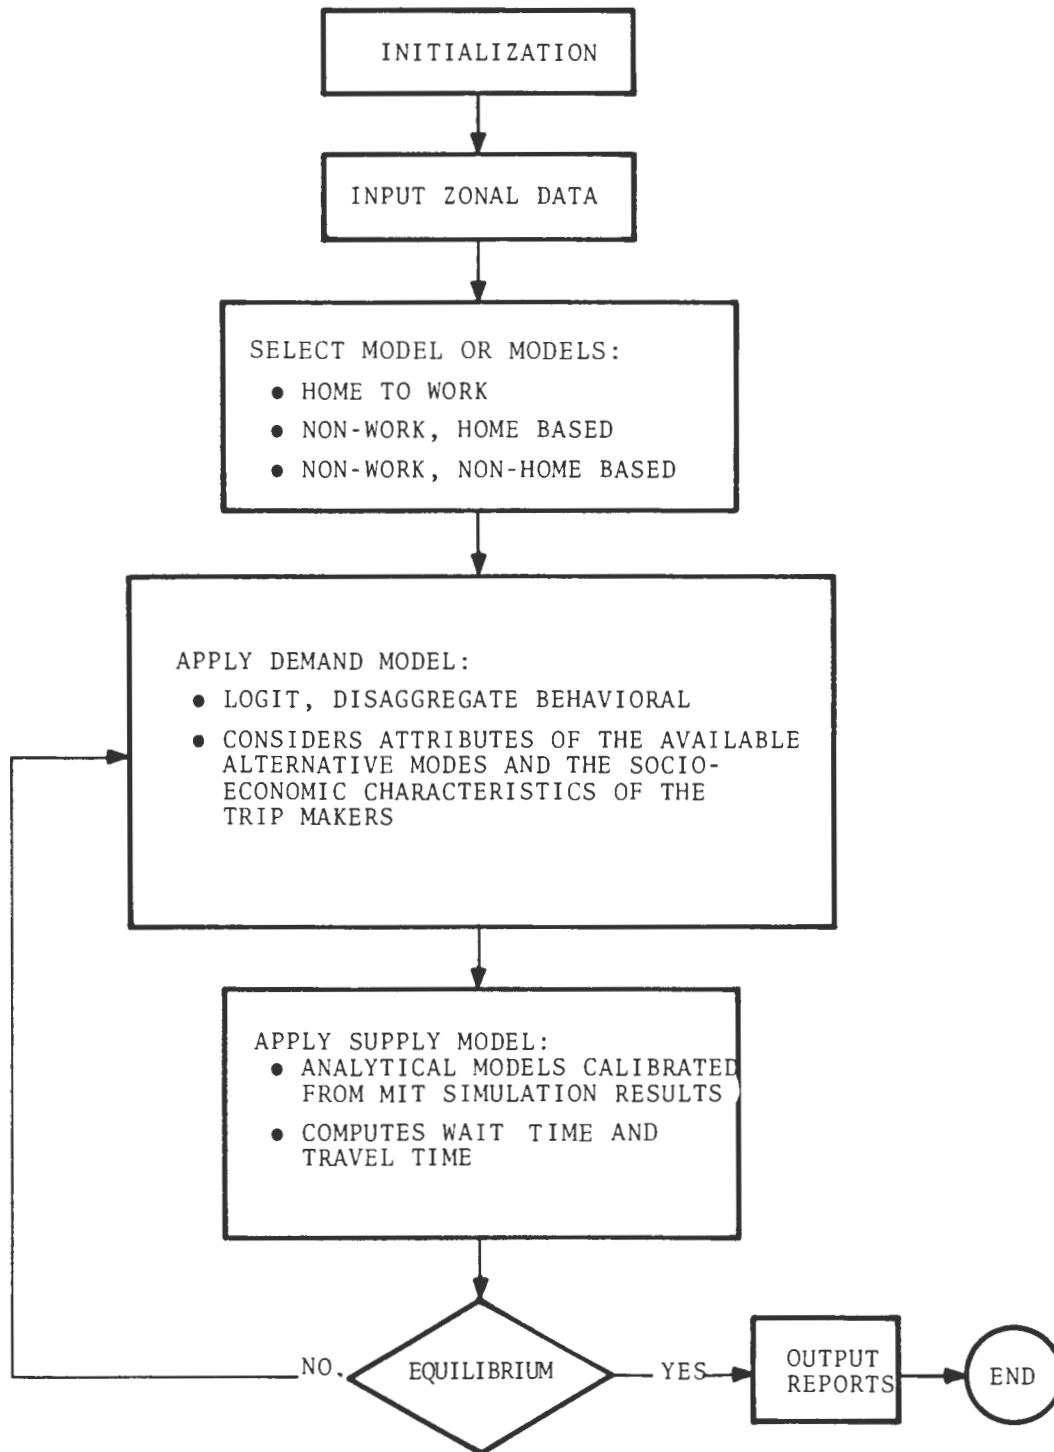 INITIALIZATION
INPUT ZONAL DATA
SELECT MODEL OR MODELS:
● HOME TO WORK
● NON-WORK, HOME BASED
● NON-WORK, NON-HOME BASED
APPLY DEMAND MODEL:
● LOGIT, DISAGGREGATE BEHAVIORAL
● CONSIDERS ATTRIBUTES OF THE AVAILABLE
ALTERNATIVE MODES AND THE SOCIO-
ECONOMIC CHARACTERISTICS OF THE
TRIP MAKERS
APPLY SUPPLY MODEL:
● ANALYTICAL MODELS CALIBRATED
FROM MIT SIMULATION RESULTS
● COMPUTES WAIT TIME AND
TRAVEL TIME
NO.
EQUILIBRIUM
YES
OUTPUT
REPORTS
END